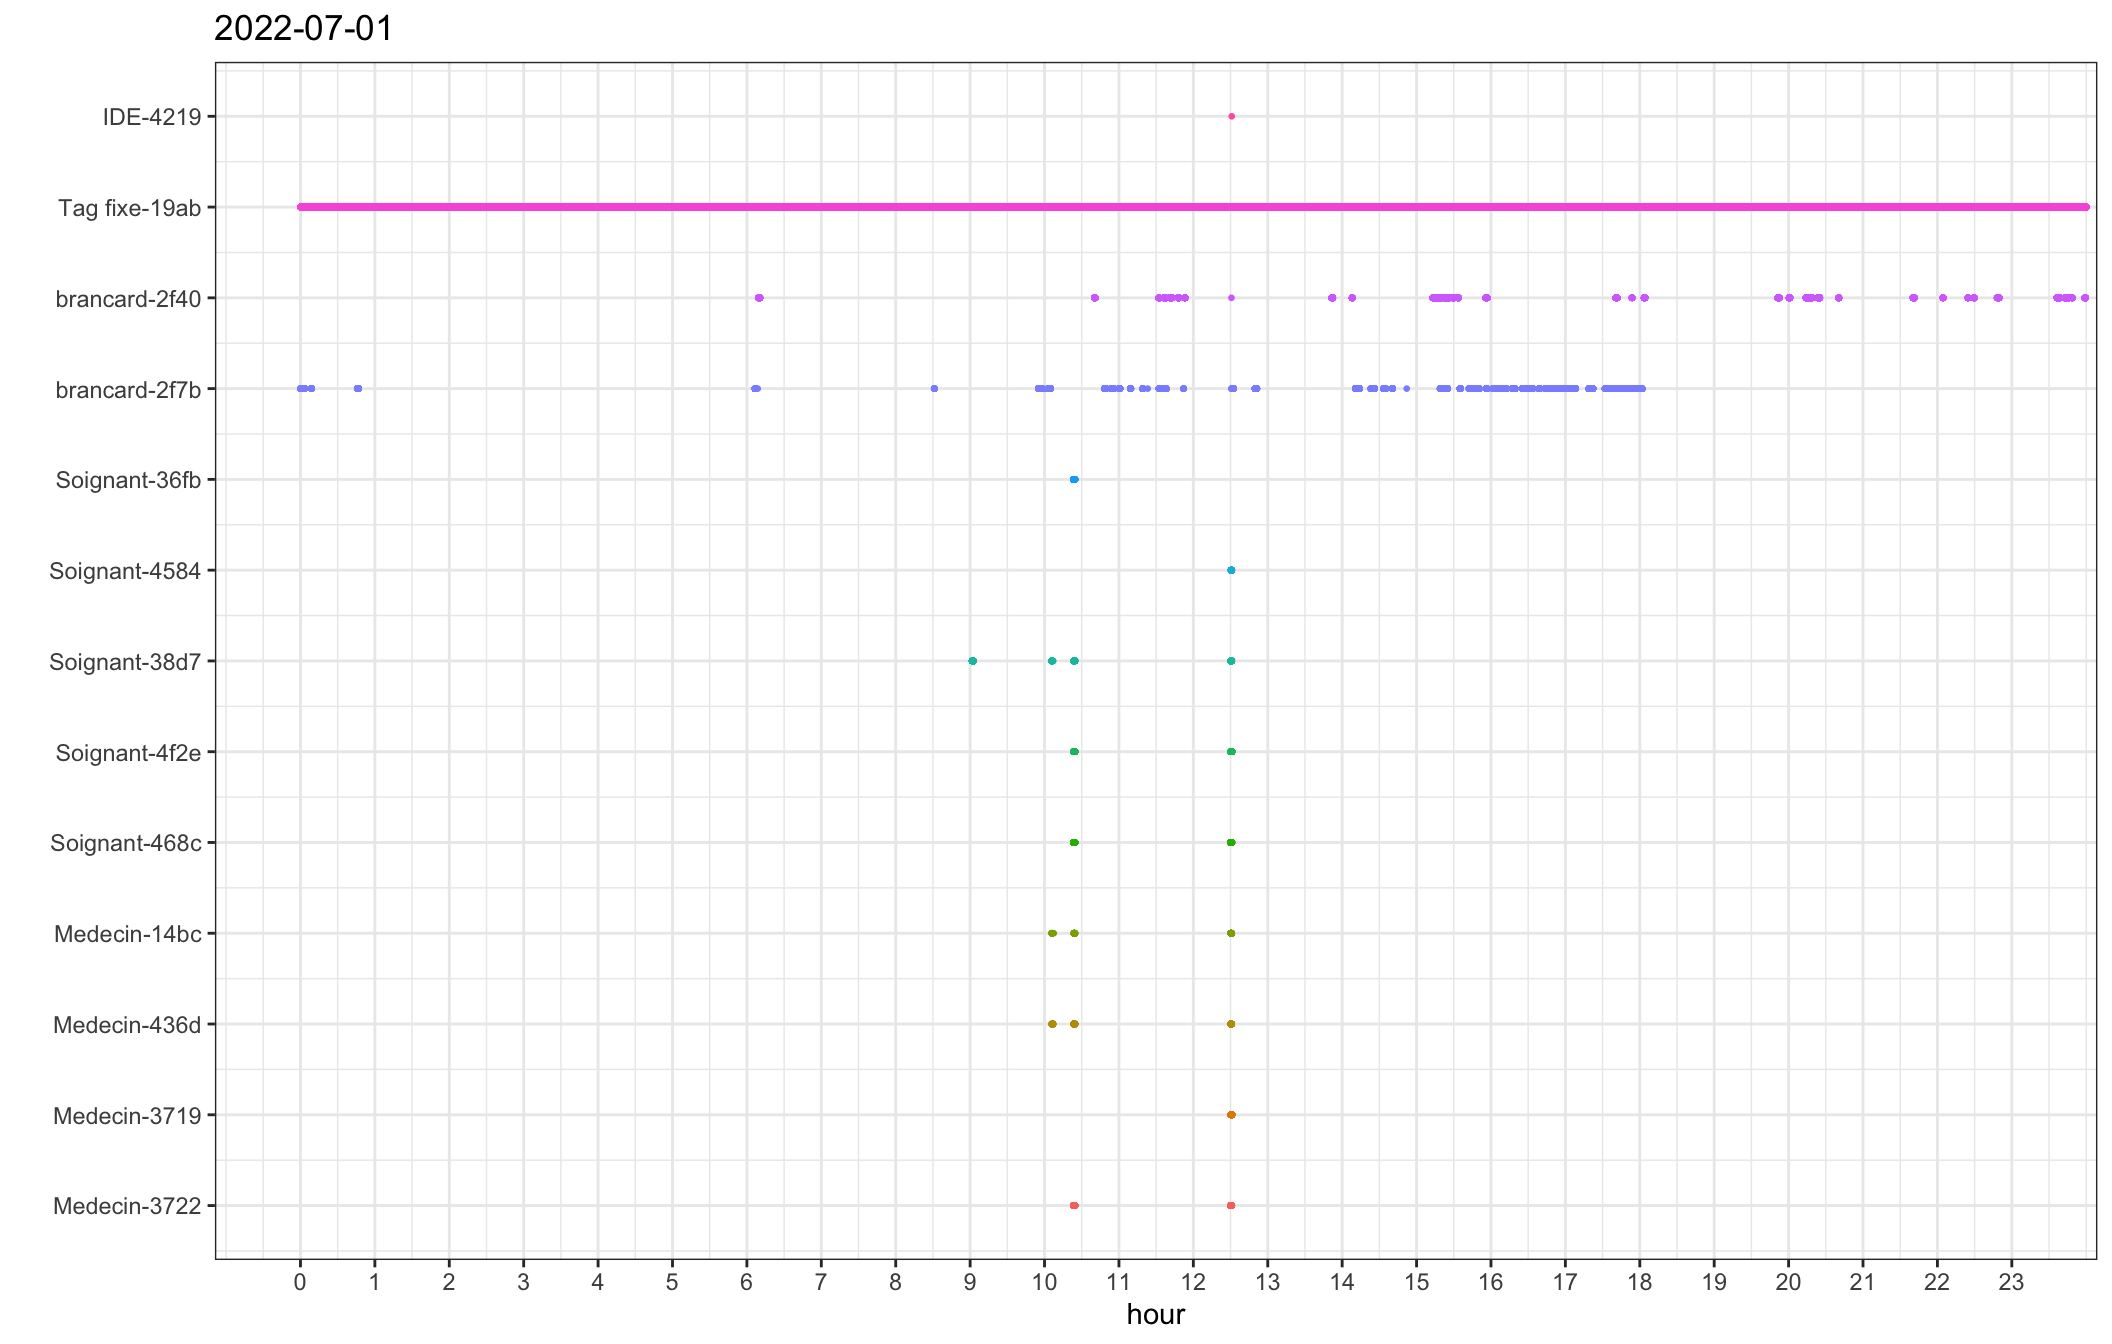 2022-07-01
IDE-4219
Tag fixe-19ab
brancard-2f40
brancard-2f7b
Soignant-36fb
Soignant-4584
Soignant-38d7
Soignant-4f2e
Soignant-468c
Medecin-14bc
Medecin-436d
Medecin-3719
Medecin-3722
0 1 2 3 4 5 6 7 8 9 10 11 12 13 14 15 16 17 18 19 20 21 22 23
hour